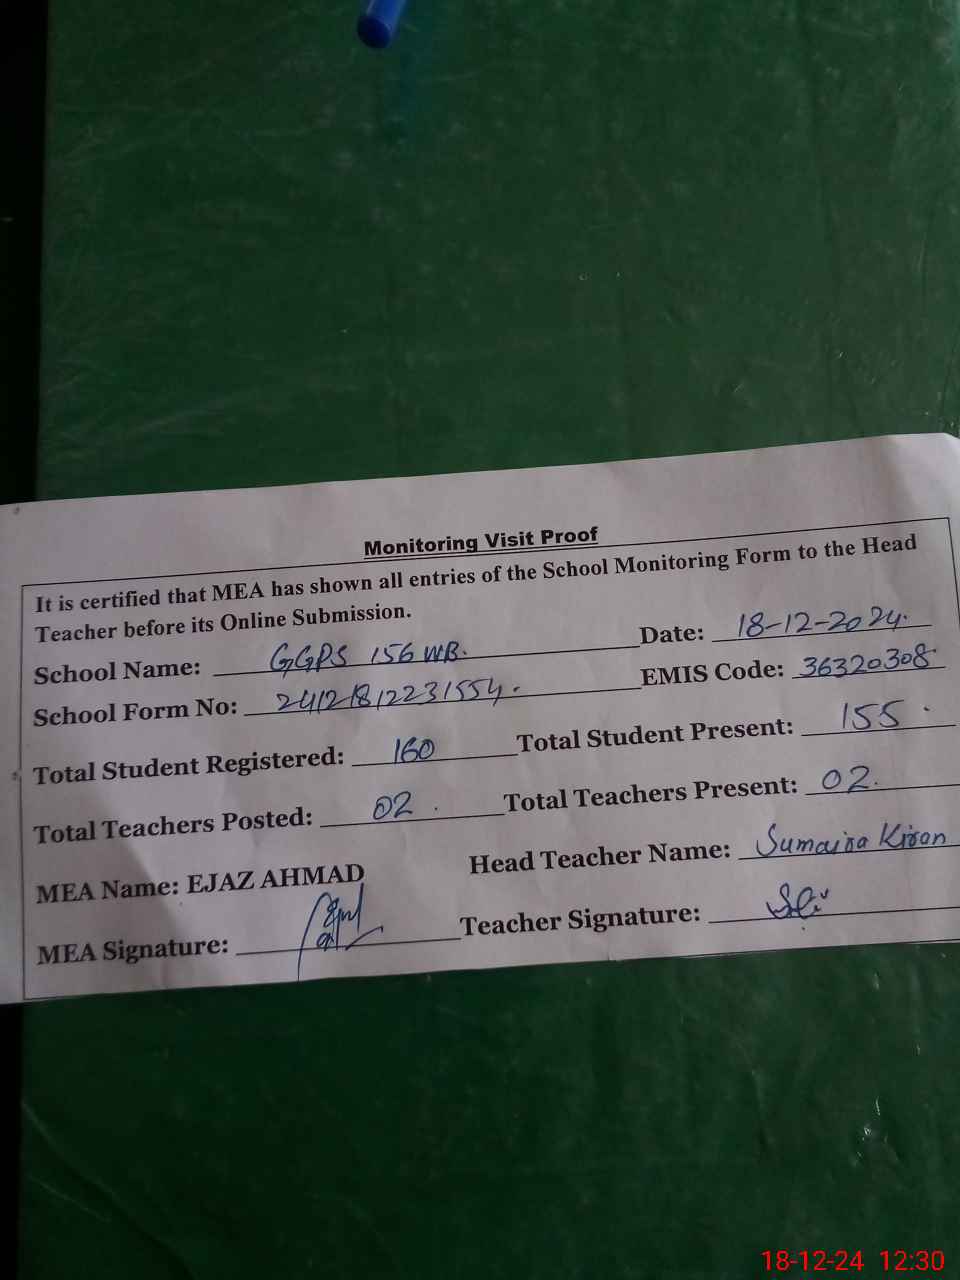 Monitoring Visit Proof
It is certified that MEA has shown all entries of the School Monitoring Form to the Head
Teacher before its Online Submission.
School Name: GGPS 156 WB. Date: 18-12-2024.
School Form No: 24121812231554. EMIS Code: 36320308.
Total Student Registered: 160 Total Student Present: 155.
Total Teachers Posted: 02. Total Teachers Present: 02.
MEA Name: EJAZ AHMAD Head Teacher Name: Sumaira Kiran
MEA Signature: Teacher Signature:
18-12-24 12:30